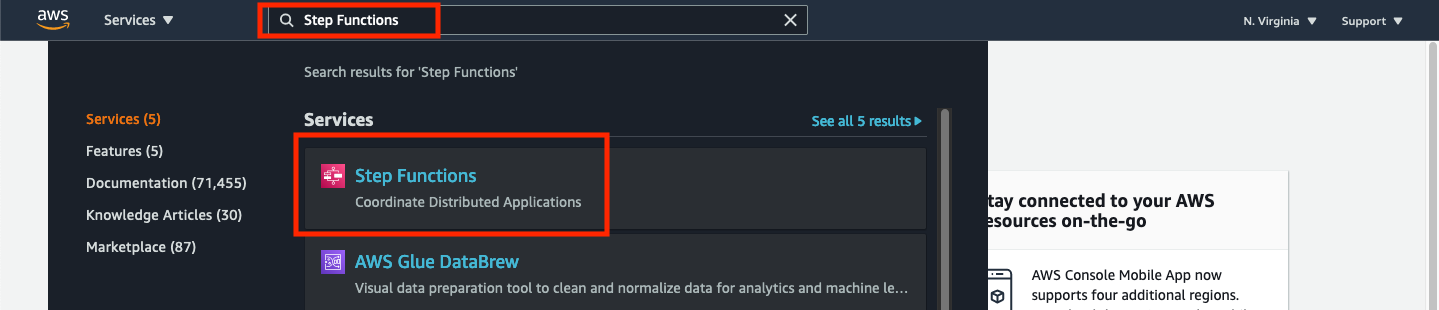 aws Services ▼ Step Functions N. Virginia ▼ Support ▼
Search results for 'Step Functions'
Services (5)
Features (5)
Documentation (71,455)
Knowledge Articles (30)
Marketplace (87)
Services
See all 5 results
Step Functions
Coordinate Distributed Applications
AWS Glue DataBrew
Visual data preparation tool to clean and normalize data for analytics and machine le...
tay connected to your AWS
esources on-the-go
AWS Console Mobile App now
supports four additional regions.